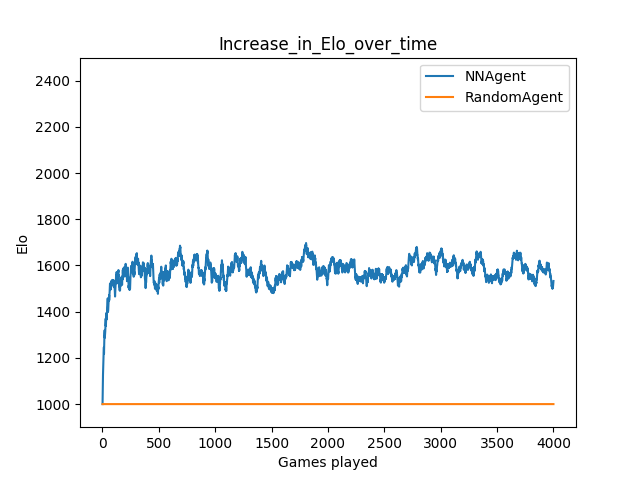 Increase_in_Elo_over_time
NNAgent
RandomAgent
2400
2200
2000
1800
1600
1400
1200
1000
Elo
0 500 1000 1500 2000 2500 3000 3500 4000
Games played